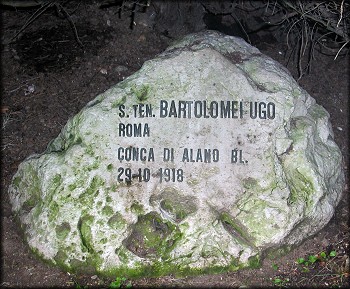 S. TEN. BARTOLOMEI UGO
ROMA
CONCA DI ALANO BL.
29-10-1918